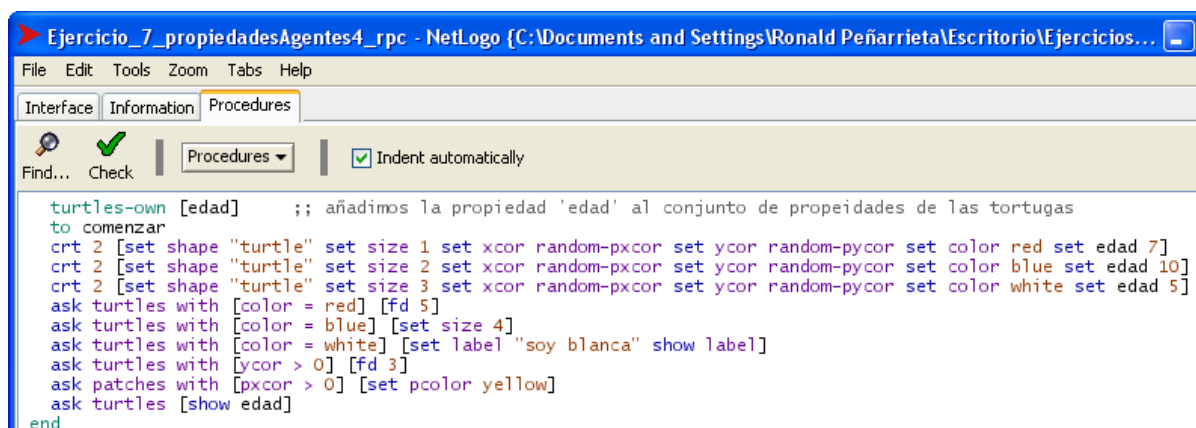 Ejercicio_7_propiedadesAgentes4_rpc - NetLogo {C:\Documents and Settings\Ronald Peñarrieta\Escritorio\Ejercicios...
File Edit Tools Zoom Tabs Help
Interface Information Procedures
Find... Check Procedures Indent automatically
turtles-own [edad] ;; añadimos la propiedad 'edad' al conjunto de propeidades de las tortugas
to comenzar
crt 2 [set shape "turtle" set size 1 set xcor random-pxcor set ycor random-pycor set color red set edad 7]
crt 2 [set shape "turtle" set size 2 set xcor random-pxcor set ycor random-pycor set color blue set edad 10]
crt 2 [set shape "turtle" set size 3 set xcor random-pxcor set ycor random-pycor set color white set edad 5]
ask turtles with [color = red] [fd 5]
ask turtles with [color = blue] [set size 4]
ask turtles with [color = white] [set label "soy blanca" show label]
ask turtles with [ycor > 0] [fd 3]
ask patches with [pxcor > 0] [set pcolor yellow]
ask turtles [show edad]
end